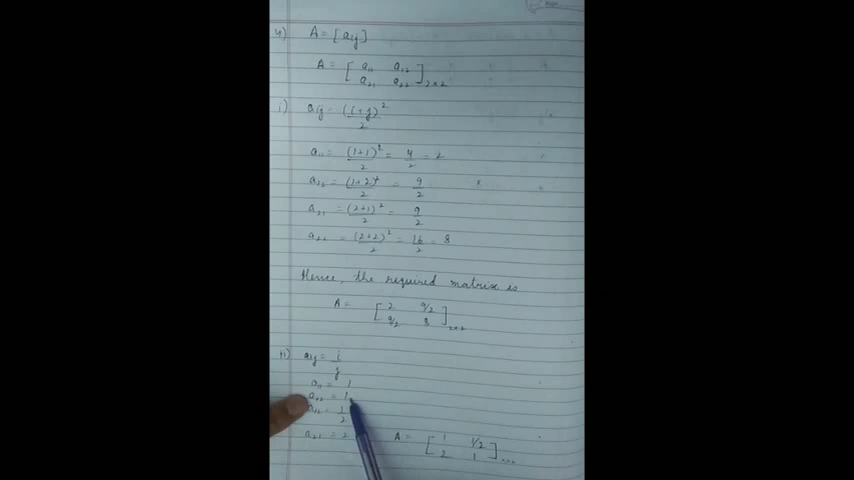 4) A = [aij]
A = [ a11 a12
a21 a22 ]2×2
i) aij = (i+j)²/2
a11 = (1+1)²/2 = 4/2 = 2
a12 = (1+2)²/2 = 9/2
a21 = (2+1)²/2 = 9/2
a22 = (2+2)²/2 = 16/2 = 8
Hence, the required matrix is
A = [ 2 9/2
9/2 8 ]2×2
ii) aij = i/j
a11 = 1
a22 = 1
a12 = 1/2
a21 = 2
A = [ 1 1/2
2 1 ]